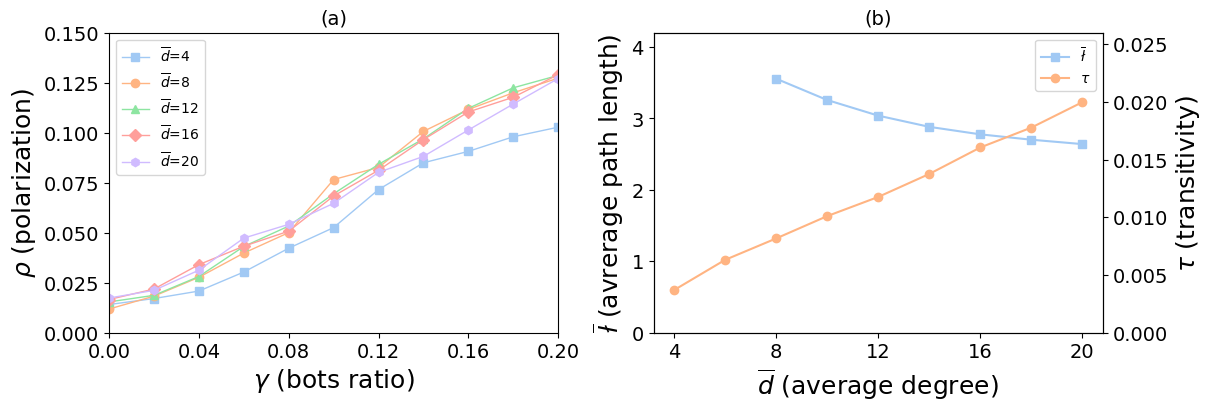 (a)
ρ (polarization)
0.150
0.125
0.100
0.075
0.050
0.025
0.000
d̅=4
d̅=8
d̅=12
d̅=16
d̅=20
0.00 0.04 0.08 0.12 0.16 0.20
γ (bots ratio)
(b)
ł̅ (avrerage path length)
4
3
2
1
0
ł̅
τ
0.025
0.020
0.015
0.010
0.005
0.000
τ (transitivity)
4 8 12 16 20
d̅ (average degree)